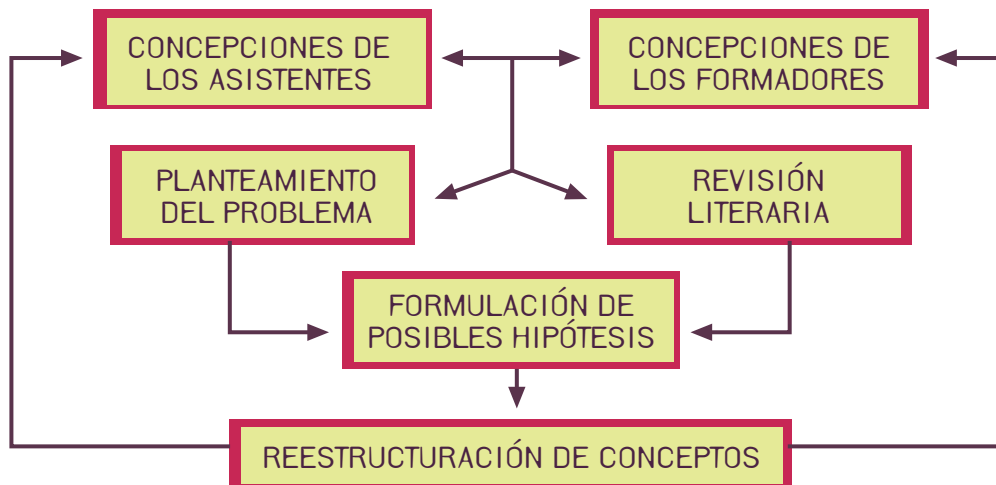 CONCEPCIONES DE
LOS ASISTENTES
CONCEPCIONES DE
LOS FORMADORES
PLANTEAMIENTO
DEL PROBLEMA
REVISIÓN
LITERARIA
FORMULACIÓN DE
POSIBLES HIPÓTESIS
REESTRUCTURACIÓN DE CONCEPTOS